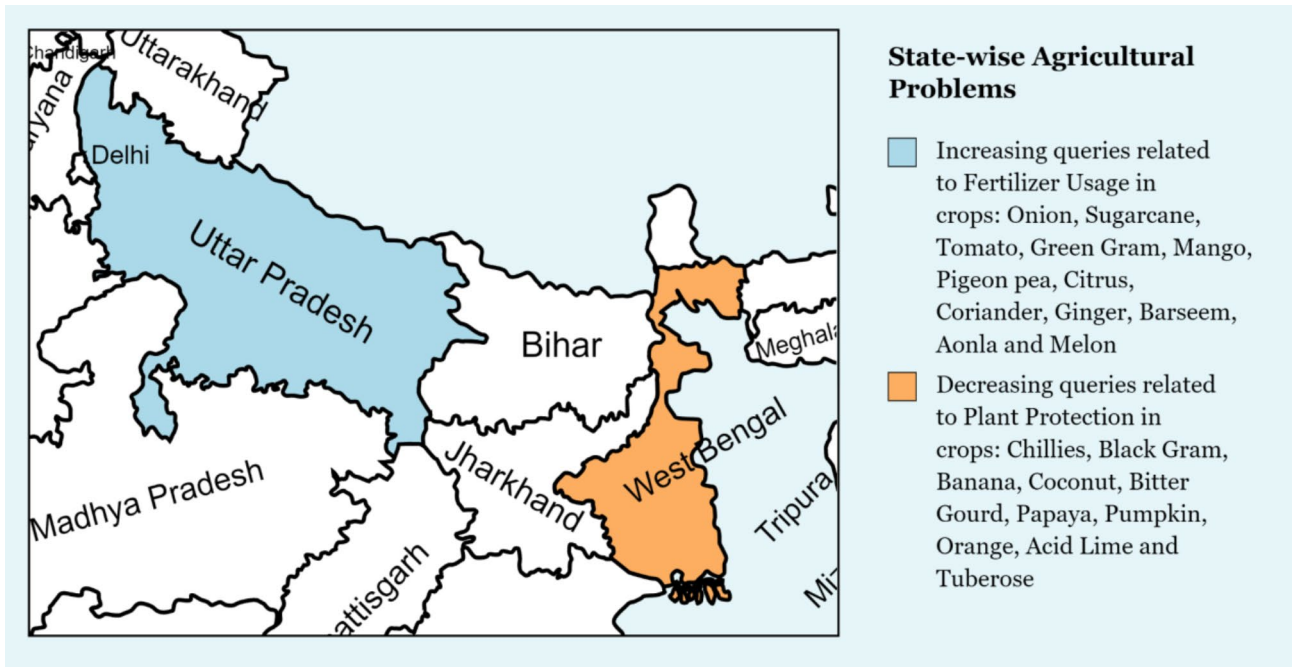 Chandigarh
Uttarakhand
aryana
Delhi
Uttar Pradesh
Bihar
Meghala
West Bengal
Jharkhand
Madhya Pradesh
Tripura
Miz
attisgarh
State-wise Agricultural
Problems
Increasing queries related
to Fertilizer Usage in
crops: Onion, Sugarcane,
Tomato, Green Gram, Mango,
Pigeon pea, Citrus,
Coriander, Ginger, Barseem,
Aonla and Melon
Decreasing queries related
to Plant Protection in
crops: Chillies, Black Gram,
Banana, Coconut, Bitter
Gourd, Papaya, Pumpkin,
Orange, Acid Lime and
Tuberose